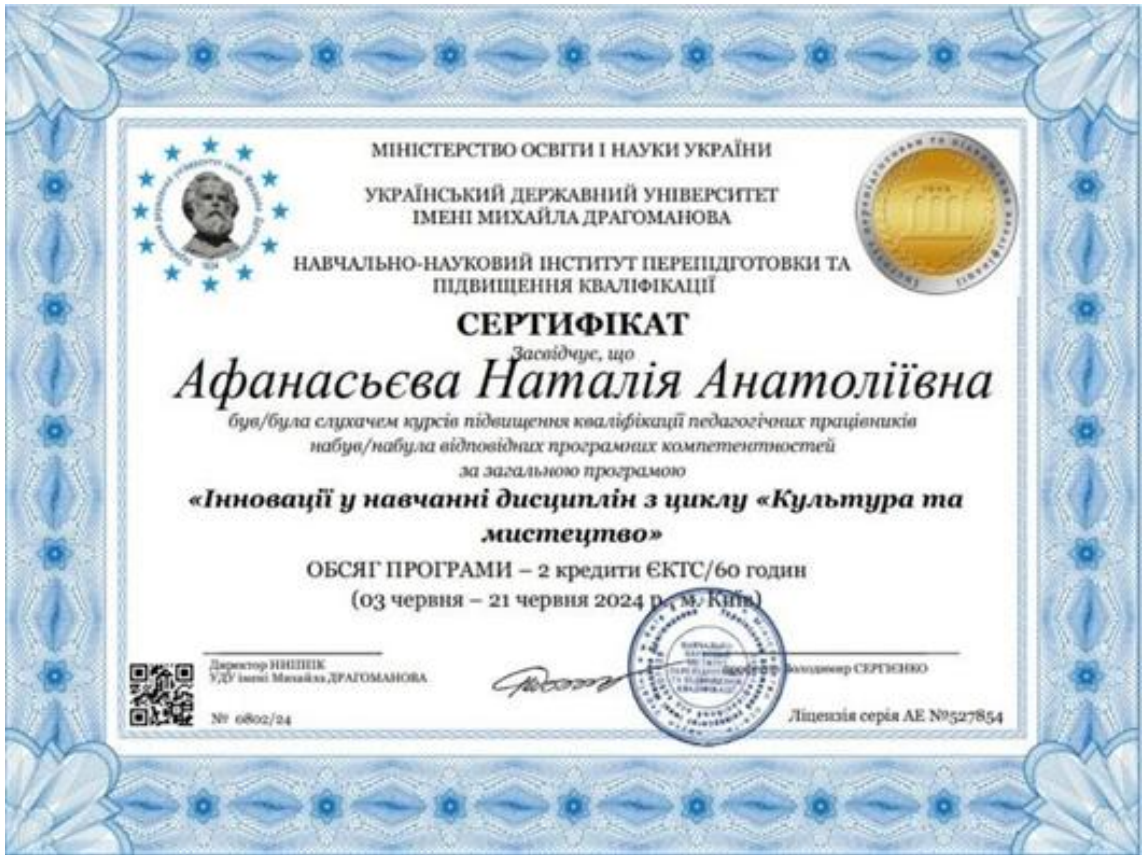 МІНІСТЕРСТВО ОСВІТИ І НАУКИ УКРАЇНИ
УКРАЇНСЬКИЙ ДЕРЖАВНИЙ УНІВЕРСИТЕТ
ІМЕНІ МИХАЙЛА ДРАГОМАНОВА
НАВЧАЛЬНО-НАУКОВИЙ ІНСТИТУТ ПЕРЕПІДГОТОВКИ ТА
ПІДВИЩЕННЯ КВАЛІФІКАЦІЇ
СЕРТИФІКАТ
Засвідчує, що
Афанасьєва Наталія Анатоліївна
був/була слухачем курсів підвищення кваліфікації педагогічних працівників
набув/набула відповідних програмних компетентностей
за загальною програмою
«Інновації у навчанні дисциплін з циклу «Культура та
мистецтво»
ОБСЯГ ПРОГРАМИ – 2 кредити ЄКТС/60 годин
(03 червня – 21 червня 2024 р., м. Київ)
Директор ННІППК
УДУ імені Михайла ДРАГОМАНОВА
Володимир СЕРГІЄНКО
№ 0802/24
Ліцензія серія АЕ №527854